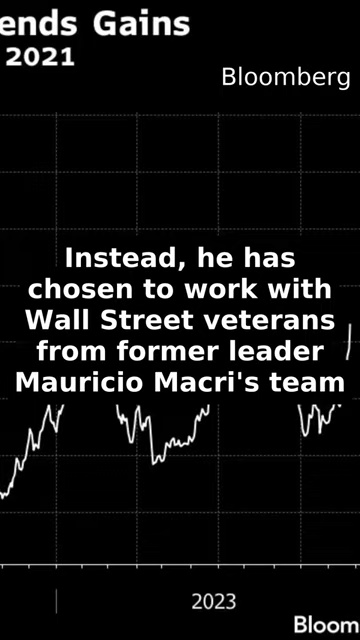 ends Gains
2021
Bloomberg
Instead, he has
chosen to work with
Wall Street veterans
from former leader
Mauricio Macri's team
2023
Bloom